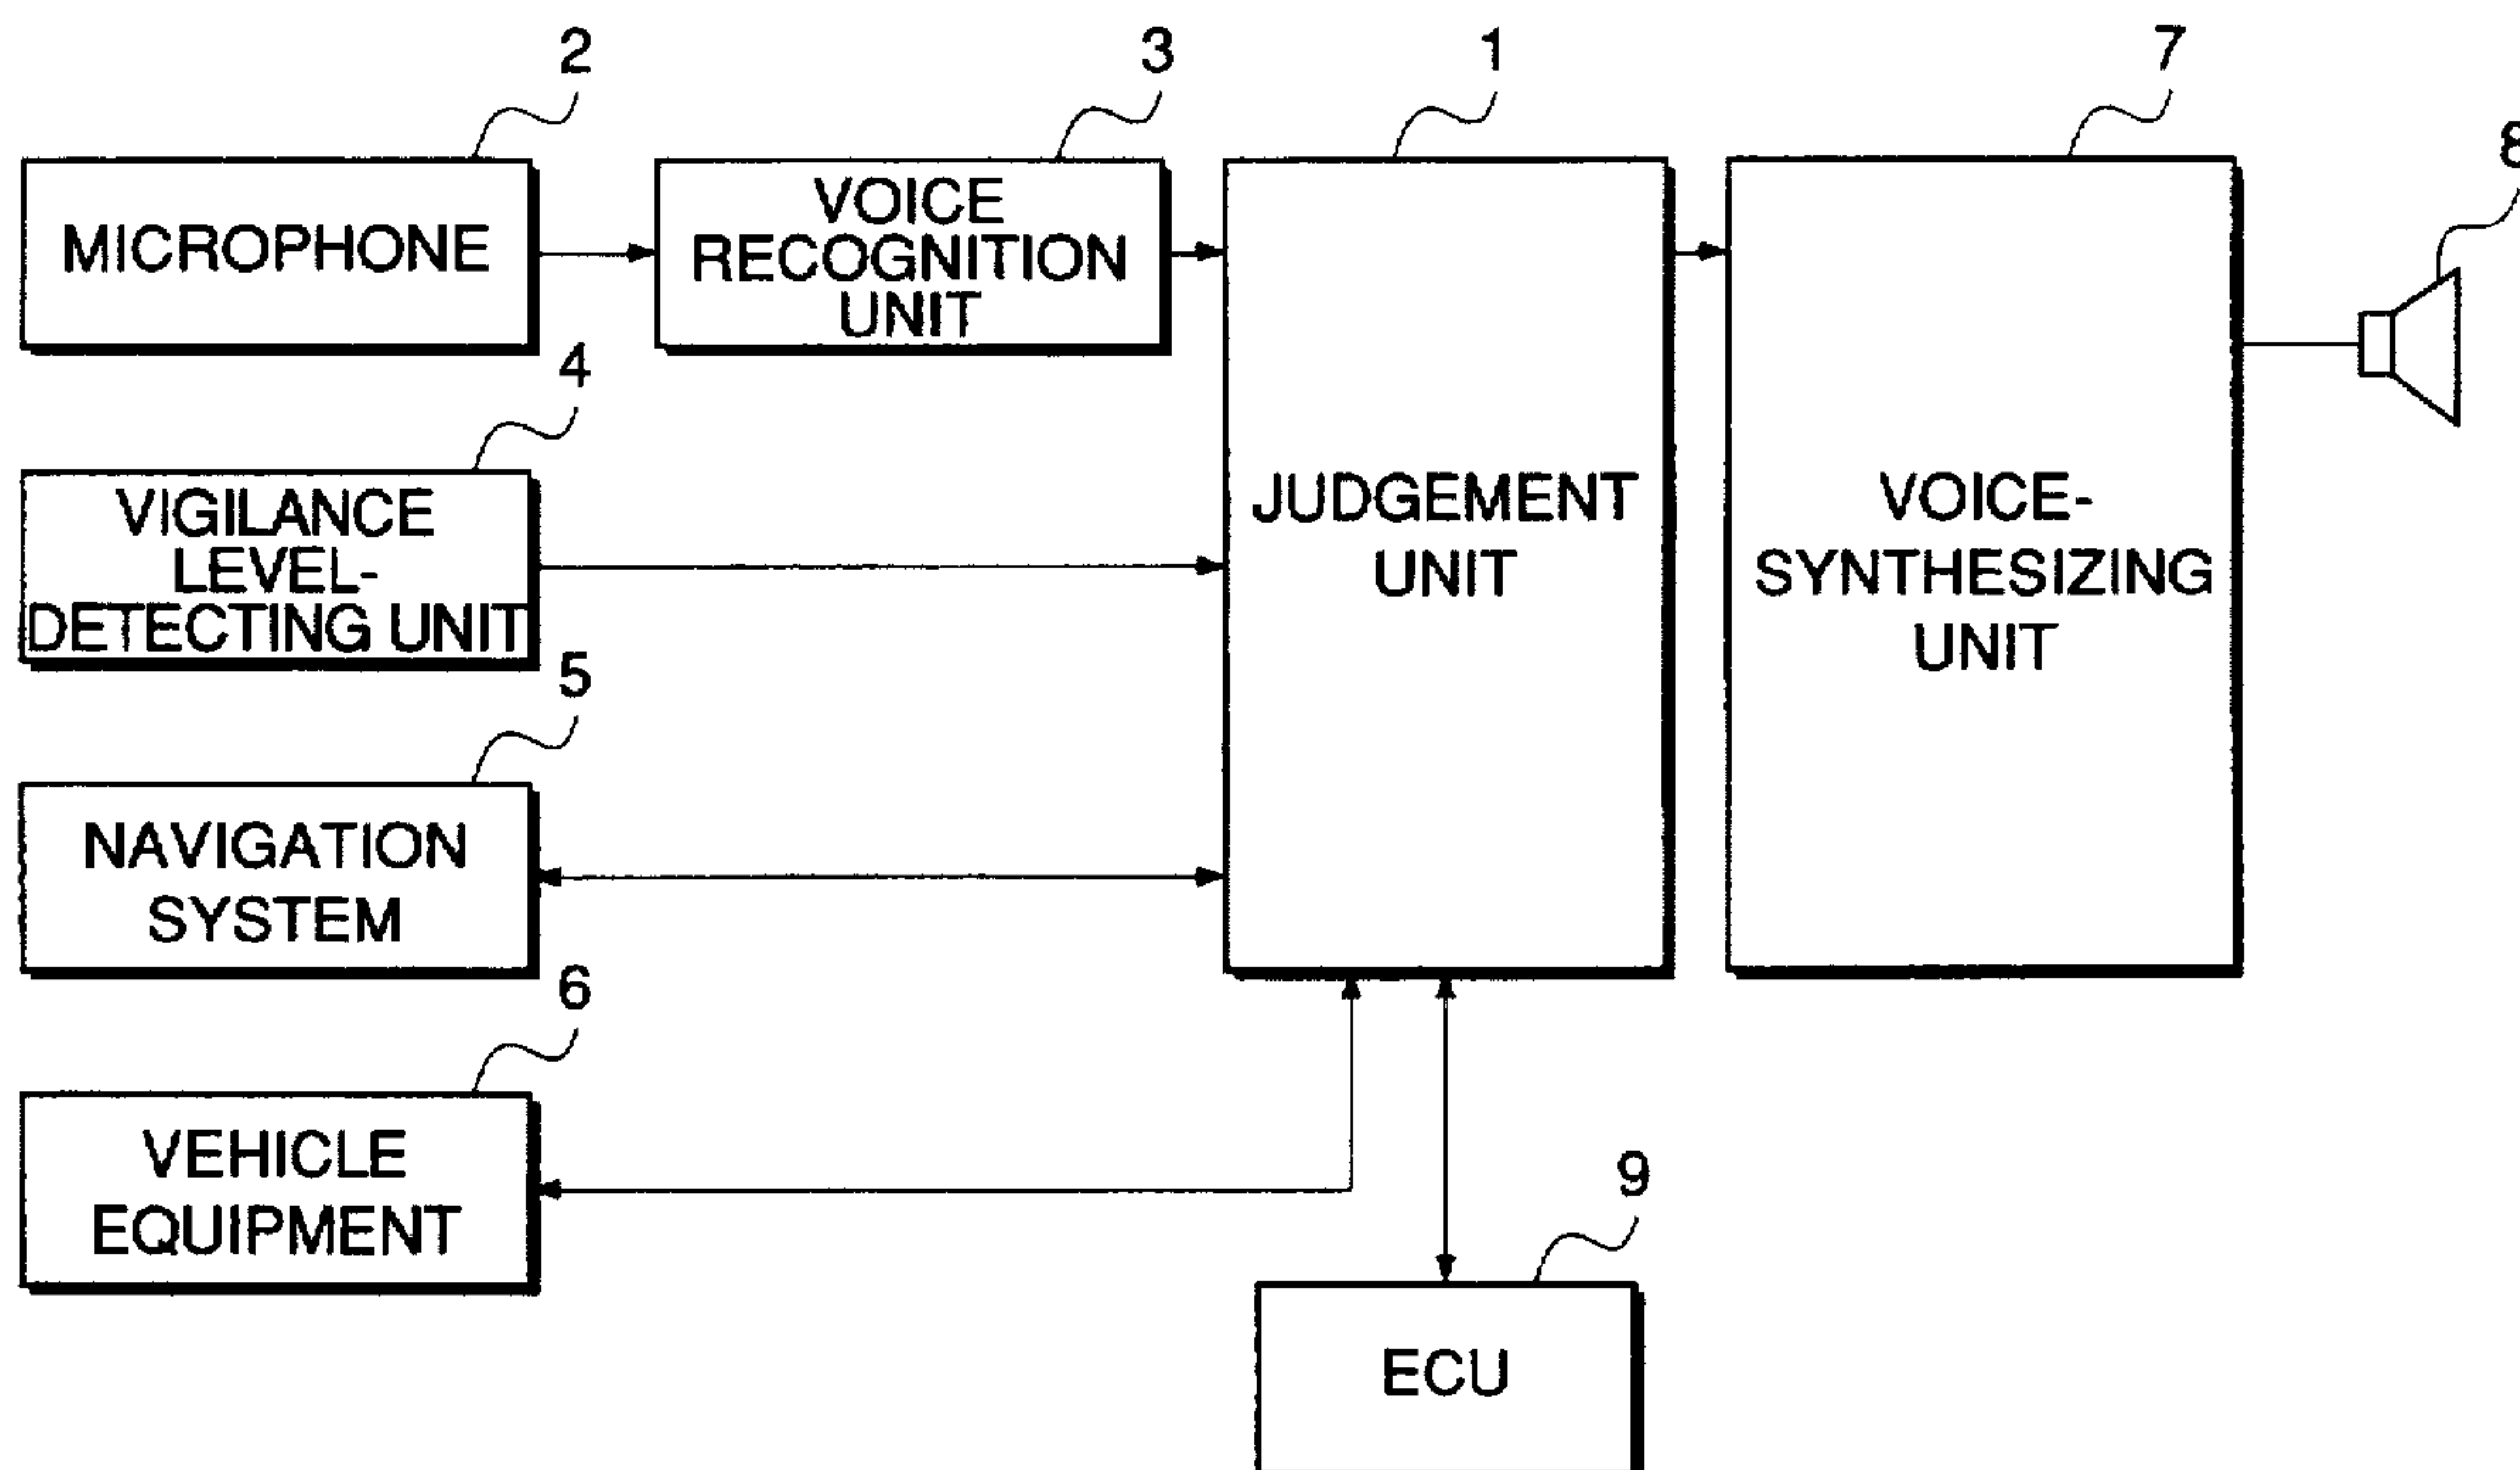 2
3
1
7
8
MICROPHONE
VOICE
RECOGNITION
UNIT
4
VIGILANCE
LEVEL-
DETECTING UNIT
JUDGEMENT
UNIT
VOICE-
SYNTHESIZING
UNIT
5
NAVIGATION
SYSTEM
6
VEHICLE
EQUIPMENT
9
ECU